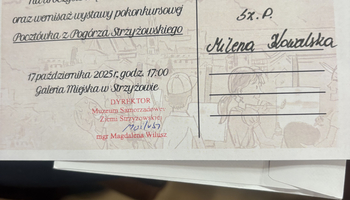 oraz wernisaż wystawy pokonkursowej
Pocztówka z Pogórza Strzyżowskiego
17 października 2025r., godz. 17:00
Galeria Miejska w Strzyżowie
DYREKTOR
Muzeum Samorządowego
Ziemi Strzyżowskiej
mgr Magdalena Wilusz
Sz.P.
Milena Kowalska